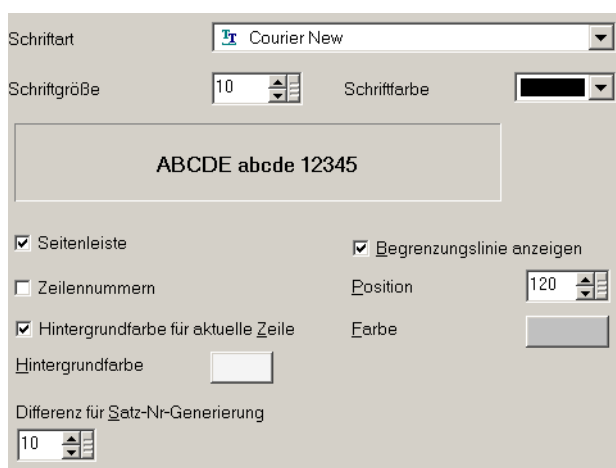 Schriftart Courier New
Schriftgröße 10 Schriftfarbe
ABCDE abcde 12345
Seitenleiste Begrenzungslinie anzeigen
Zeilennummern Position 120
Hintergrundfarbe für aktuelle Zeile Farbe
Hintergrundfarbe
Differenz für Satz-Nr-Generierung
10